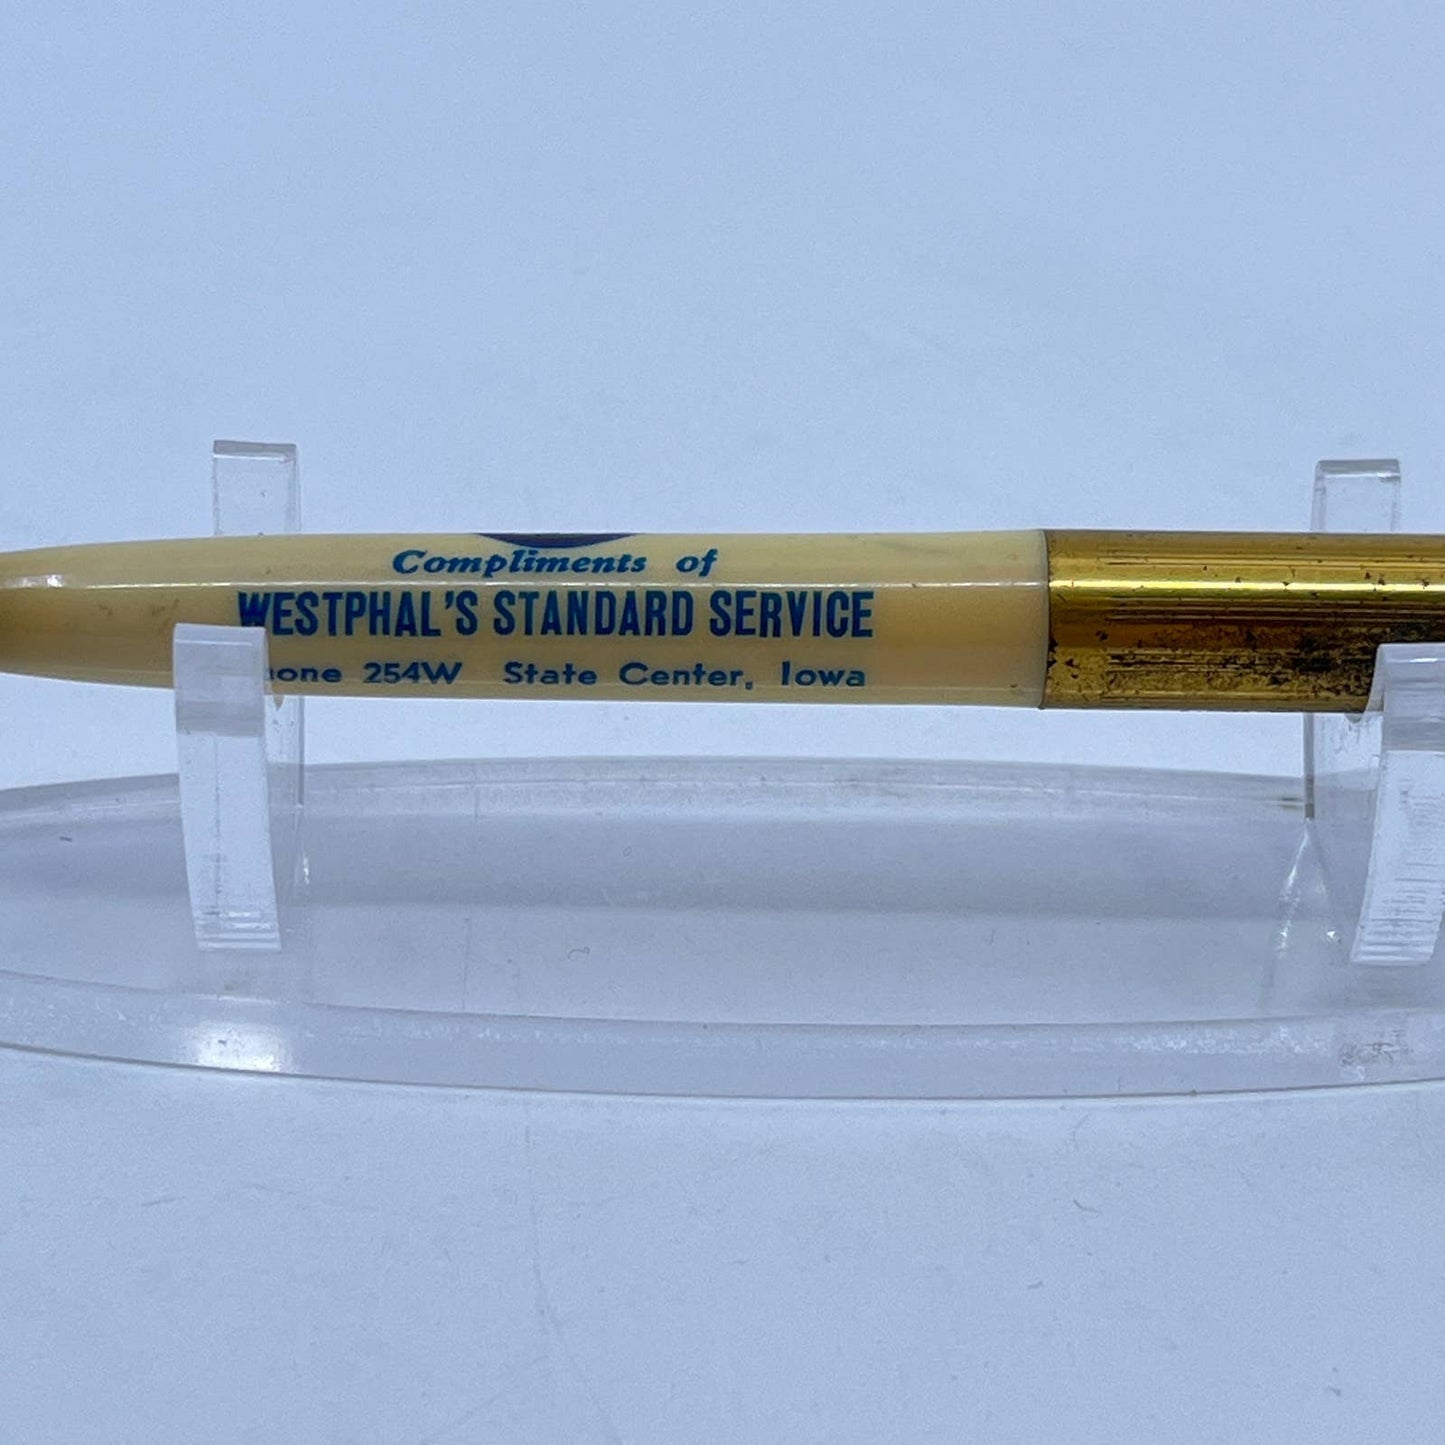 Compliments of
WESTPHAL'S STANDARD SERVICE
254W State Center, Iowa